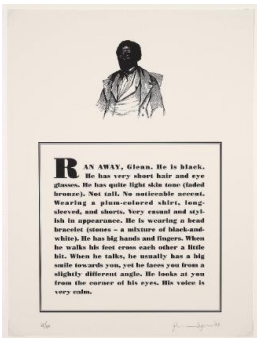 RAN AWAY, Glenn. He is black.
He has very short hair and eye
glasses. He has quite light skin tone (faded
bronze). Not tall. No noticeable accent.
Wearing a plum-colored shirt, long-
sleeved, and shorts. Very casual and styl-
ish in appearance. He is wearing a bead
bracelet (stones – a mixture of black-and-
white). He has big hands and fingers. When
he walks his feet cross each other a little
bit. When he talks, he usually has a big
smile towards you, yet he faces you from a
slightly different angle. He looks at you
from the corner of his eyes. His voice is
very calm.